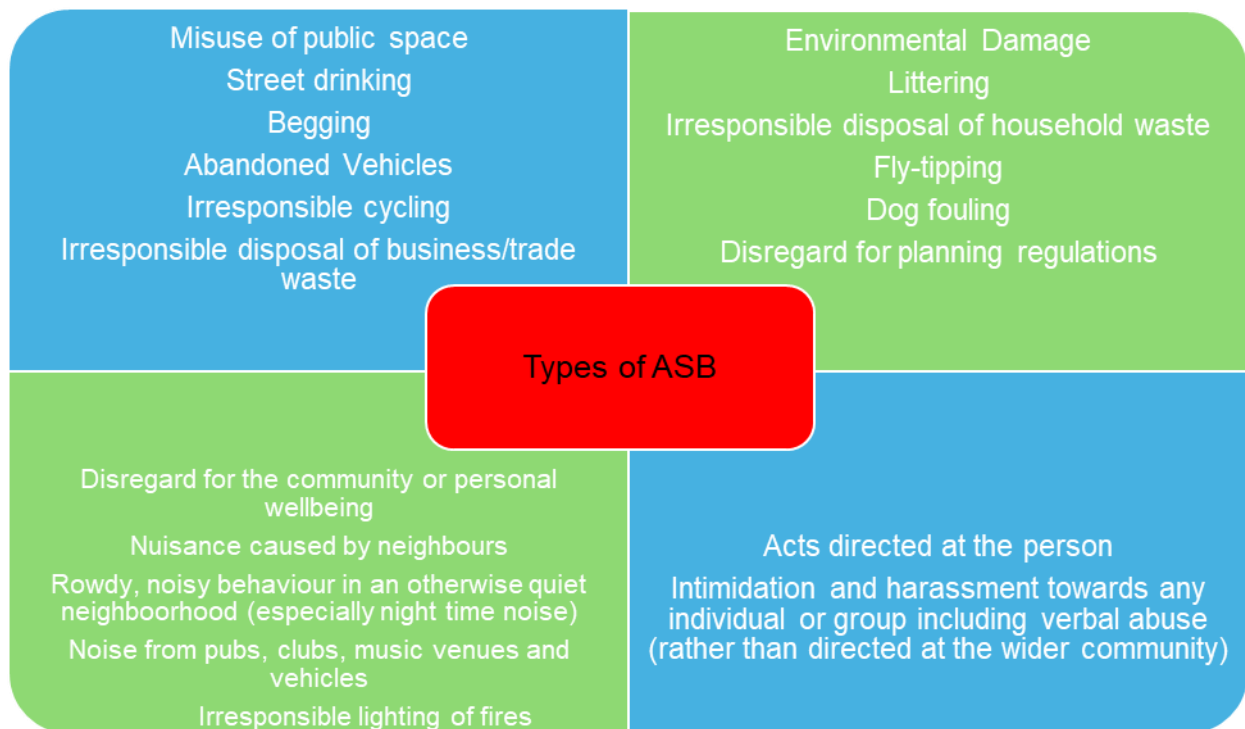 Misuse of public space
Street drinking
Begging
Abandoned Vehicles
Irresponsible cycling
Irresponsible disposal of business/trade
waste
Environmental Damage
Littering
Irresponsible disposal of household waste
Fly-tipping
Dog fouling
Disregard for planning regulations
Types of ASB
Disregard for the community or personal
wellbeing
Nuisance caused by neighbours
Rowdy, noisy behaviour in an otherwise quiet
neighboorhood (especially night time noise)
Noise from pubs, clubs, music venues and
vehicles
Irresponsible lighting of fires
Acts directed at the person
Intimidation and harassment towards any
individual or group including verbal abuse
(rather than directed at the wider community)